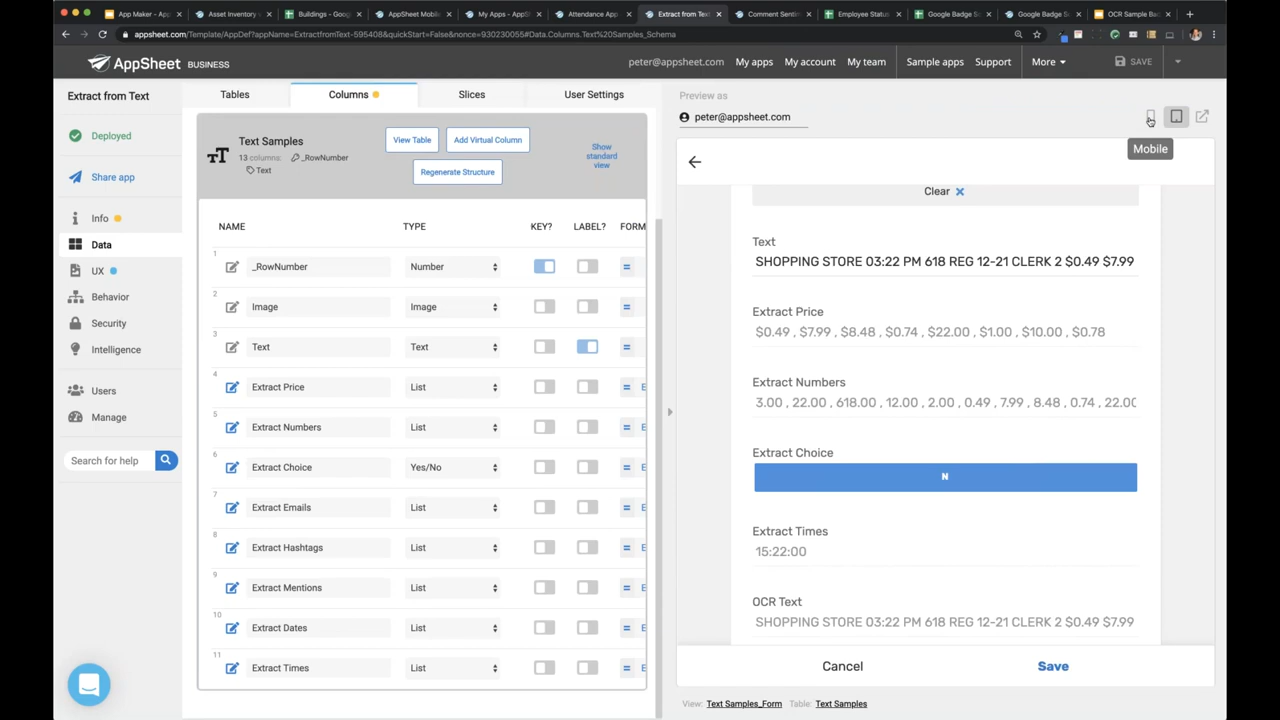 App Maker - App
Asset Inventory
Buildings - Goog
AppSheet Mobile
My Apps - AppS
Attendance App
Extract from Text
Comment Senti
Employee Status
Google Badge S
Google Badge S
OCR Sample Bad
appsheet.com/Template/AppDef?appName=ExtractfromText-595408&quickStart=False&nonce=930230055#Data.Columns.Text%20Samples_Schema
AppSheet BUSINESS
peter@appsheet.com My apps My account My team Sample apps Support More SAVE
Extract from Text
Deployed
Share app
Info
Data
UX
Behavior
Security
Intelligence
Users
Manage
Search for help
Tables Columns Slices User Settings
Text Samples
13 columns: _RowNumber
Text
View Table
Add Virtual Column
Regenerate Structure
Show
standard
view
NAME TYPE KEY? LABEL? FORM
1
_RowNumber Number =
2
Image Image =
3
Text Text =
4
Extract Price List = E
5
Extract Numbers List = E
6
Extract Choice Yes/No = E
7
Extract Emails List = E
8
Extract Hashtags List = E
9
Extract Mentions List = E
10
Extract Dates List = E
11
Extract Times List = E
Preview as
peter@appsheet.com
Mobile
Clear
Text
SHOPPING STORE 03:22 PM 618 REG 12-21 CLERK 2 $0.49 $7.99
Extract Price
$0.49 , $7.99 , $8.48 , $0.74 , $22.00 , $1.00 , $10.00 , $0.78
Extract Numbers
3.00 , 22.00 , 618.00 , 12.00 , 2.00 , 0.49 , 7.99 , 8.48 , 0.74 , 22.00
Extract Choice
N
Extract Times
15:22:00
OCR Text
SHOPPING STORE 03:22 PM 618 REG 12-21 CLERK 2 $0.49 $7.99
Cancel Save
View: Text Samples_Form Table: Text Samples